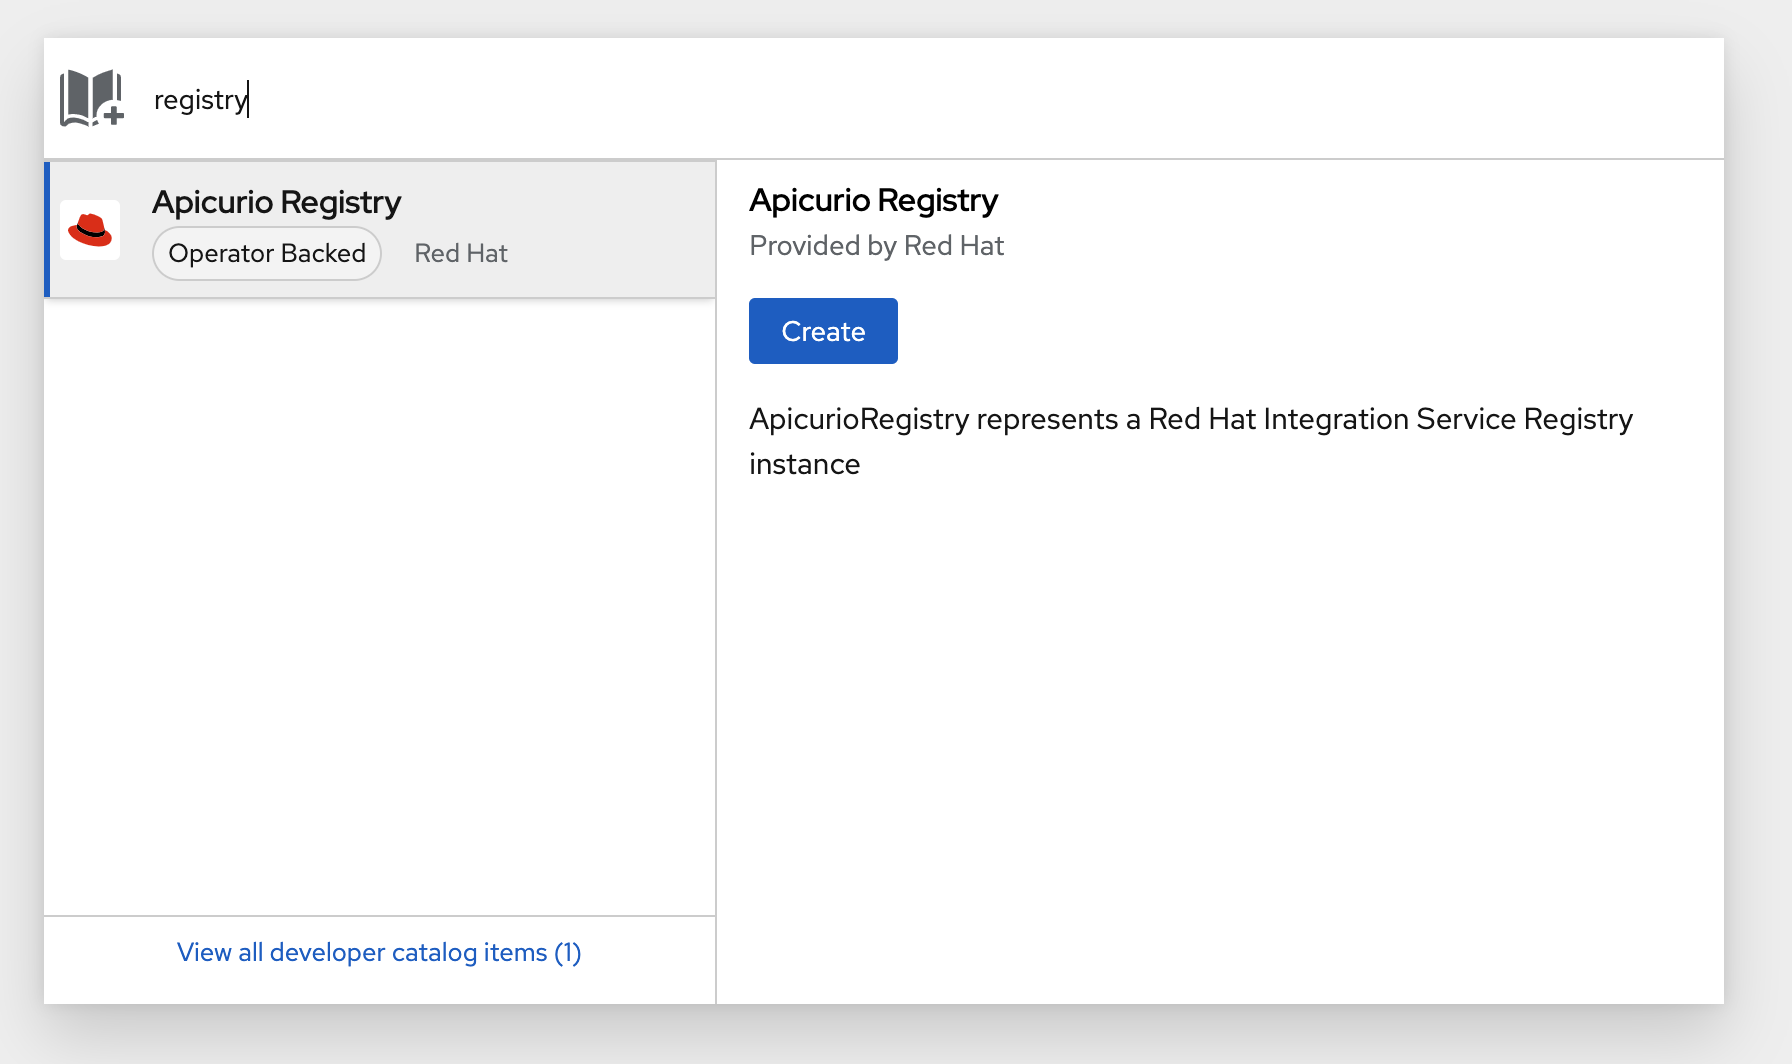 registry
Apicurio Registry
Operator Backed Red Hat
View all developer catalog items (1)
Apicurio Registry
Provided by Red Hat
Create
ApicurioRegistry represents a Red Hat Integration Service Registry
instance